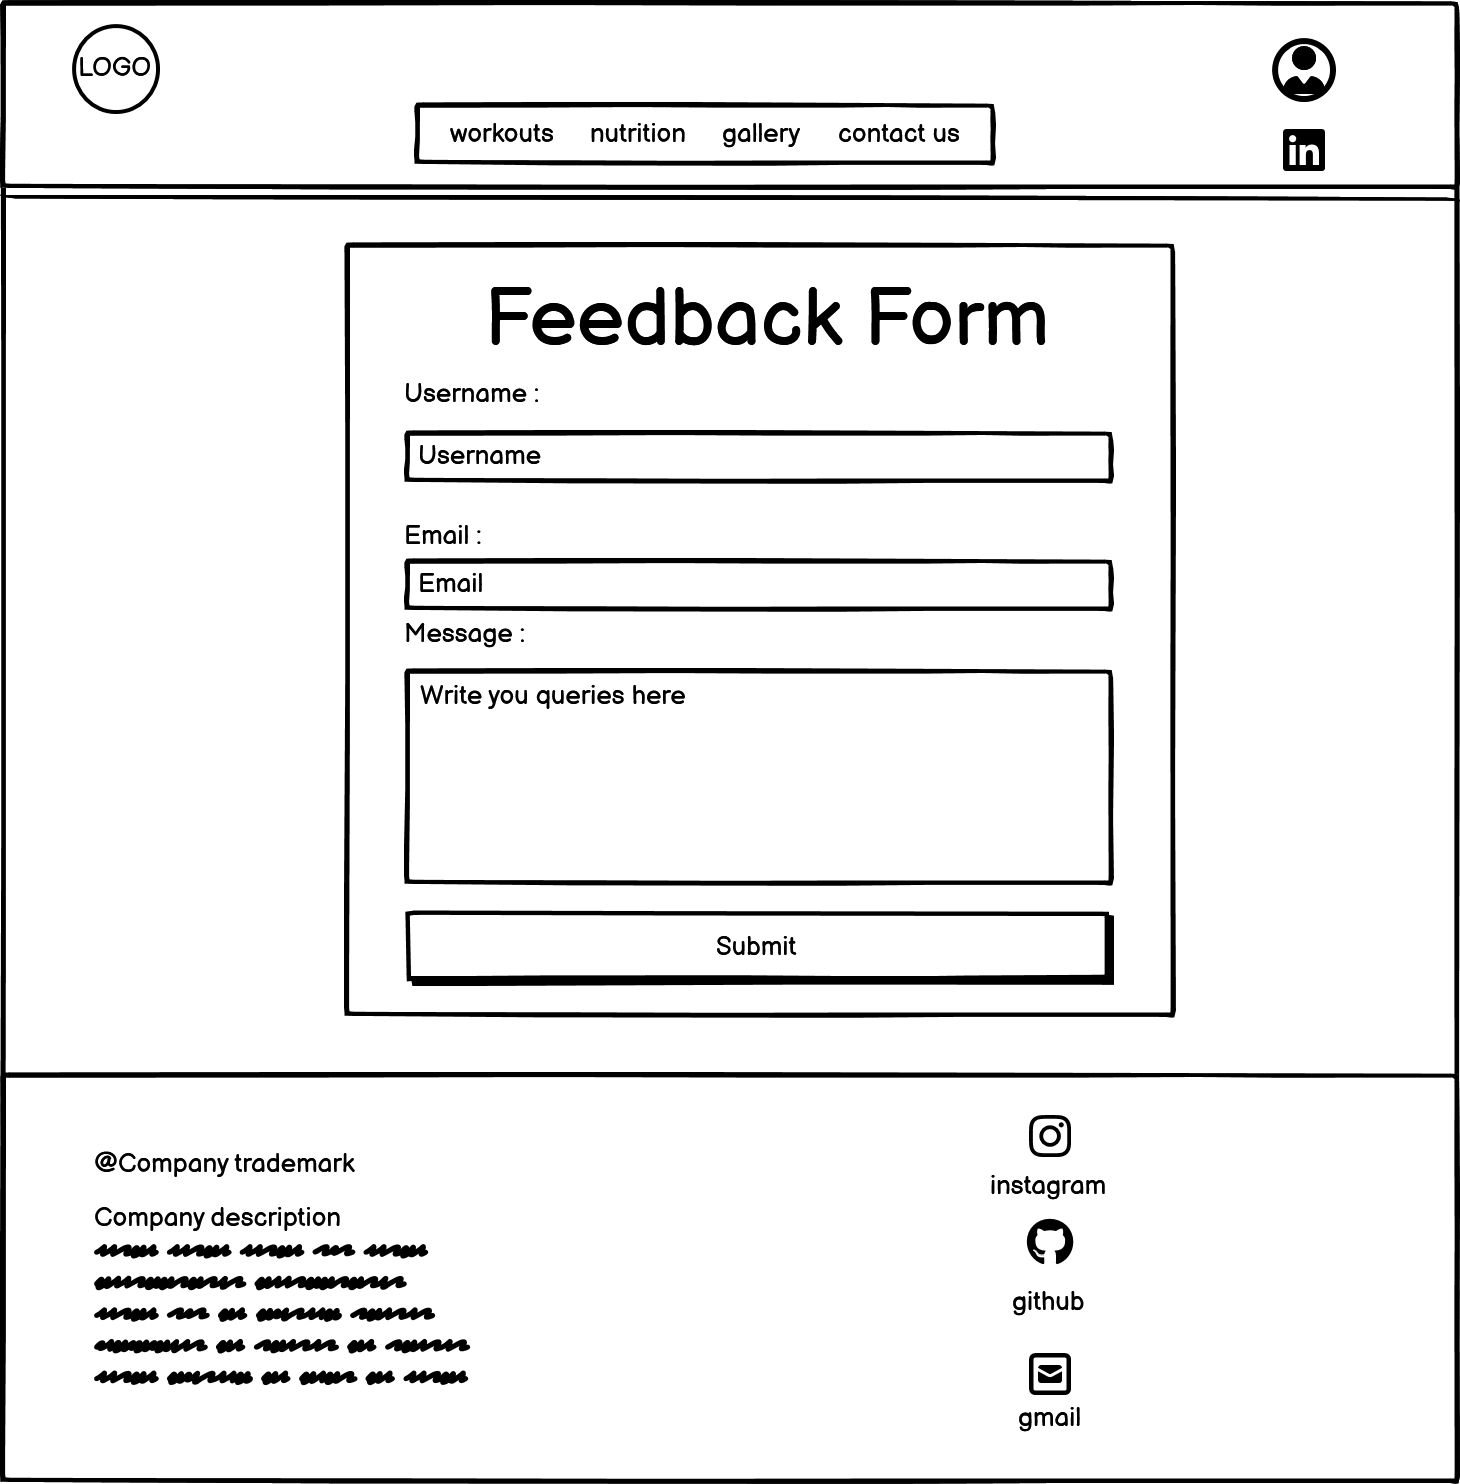 LOGO
workouts nutrition gallery contact us
in
Feedback Form
Username :
Username
Email :
Email
Message :
Write you queries here
Submit
@Company trademark
Company description
instagram
github
gmail